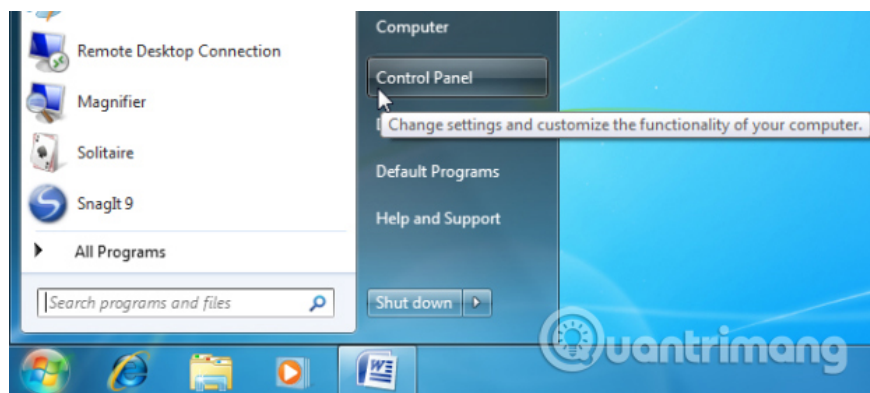 Remote Desktop Connection
Magnifier
Solitaire
SnagIt 9
All Programs
Search programs and files
Computer
Control Panel
Change settings and customize the functionality of your computer.
Default Programs
Help and Support
Shut down
Quantrimang